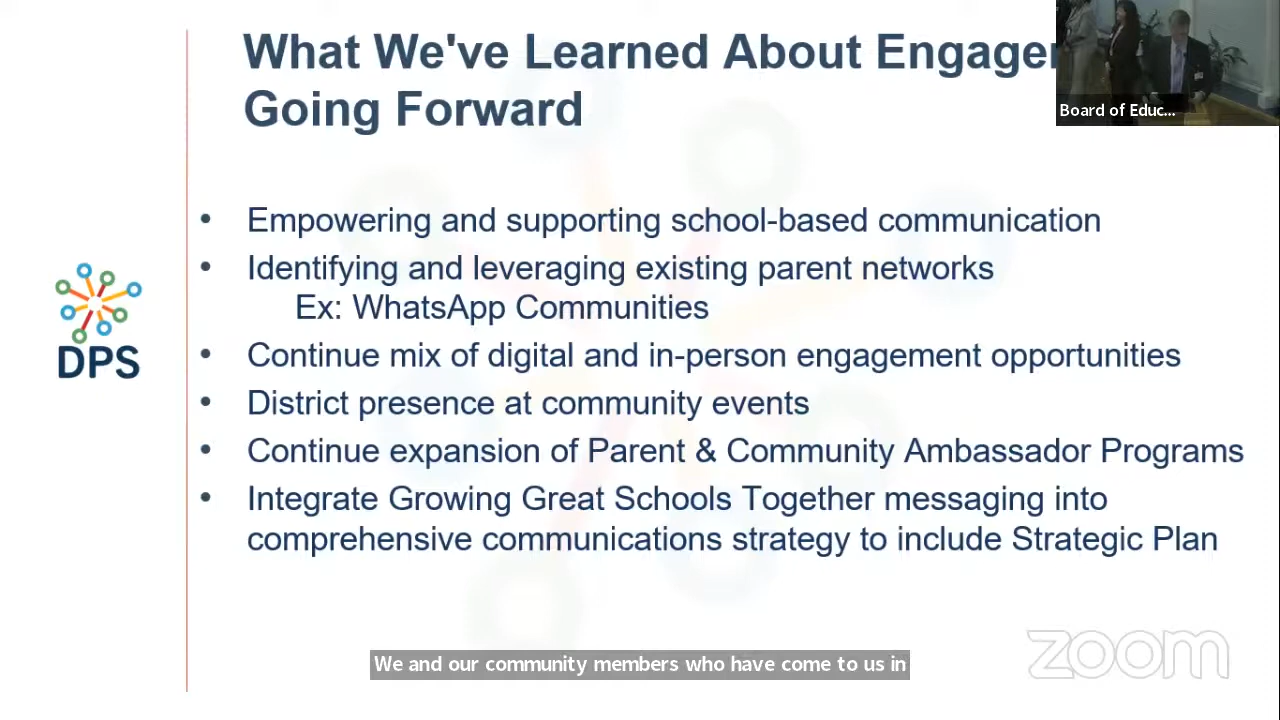 What We've Learned About Engage
Going Forward
Board of Educ...
• Empowering and supporting school-based communication
• Identifying and leveraging existing parent networks
Ex: WhatsApp Communities
• Continue mix of digital and in-person engagement opportunities
• District presence at community events
• Continue expansion of Parent & Community Ambassador Programs
• Integrate Growing Great Schools Together messaging into
comprehensive communications strategy to include Strategic Plan
DPS
We and our community members who have come to us in
zoom